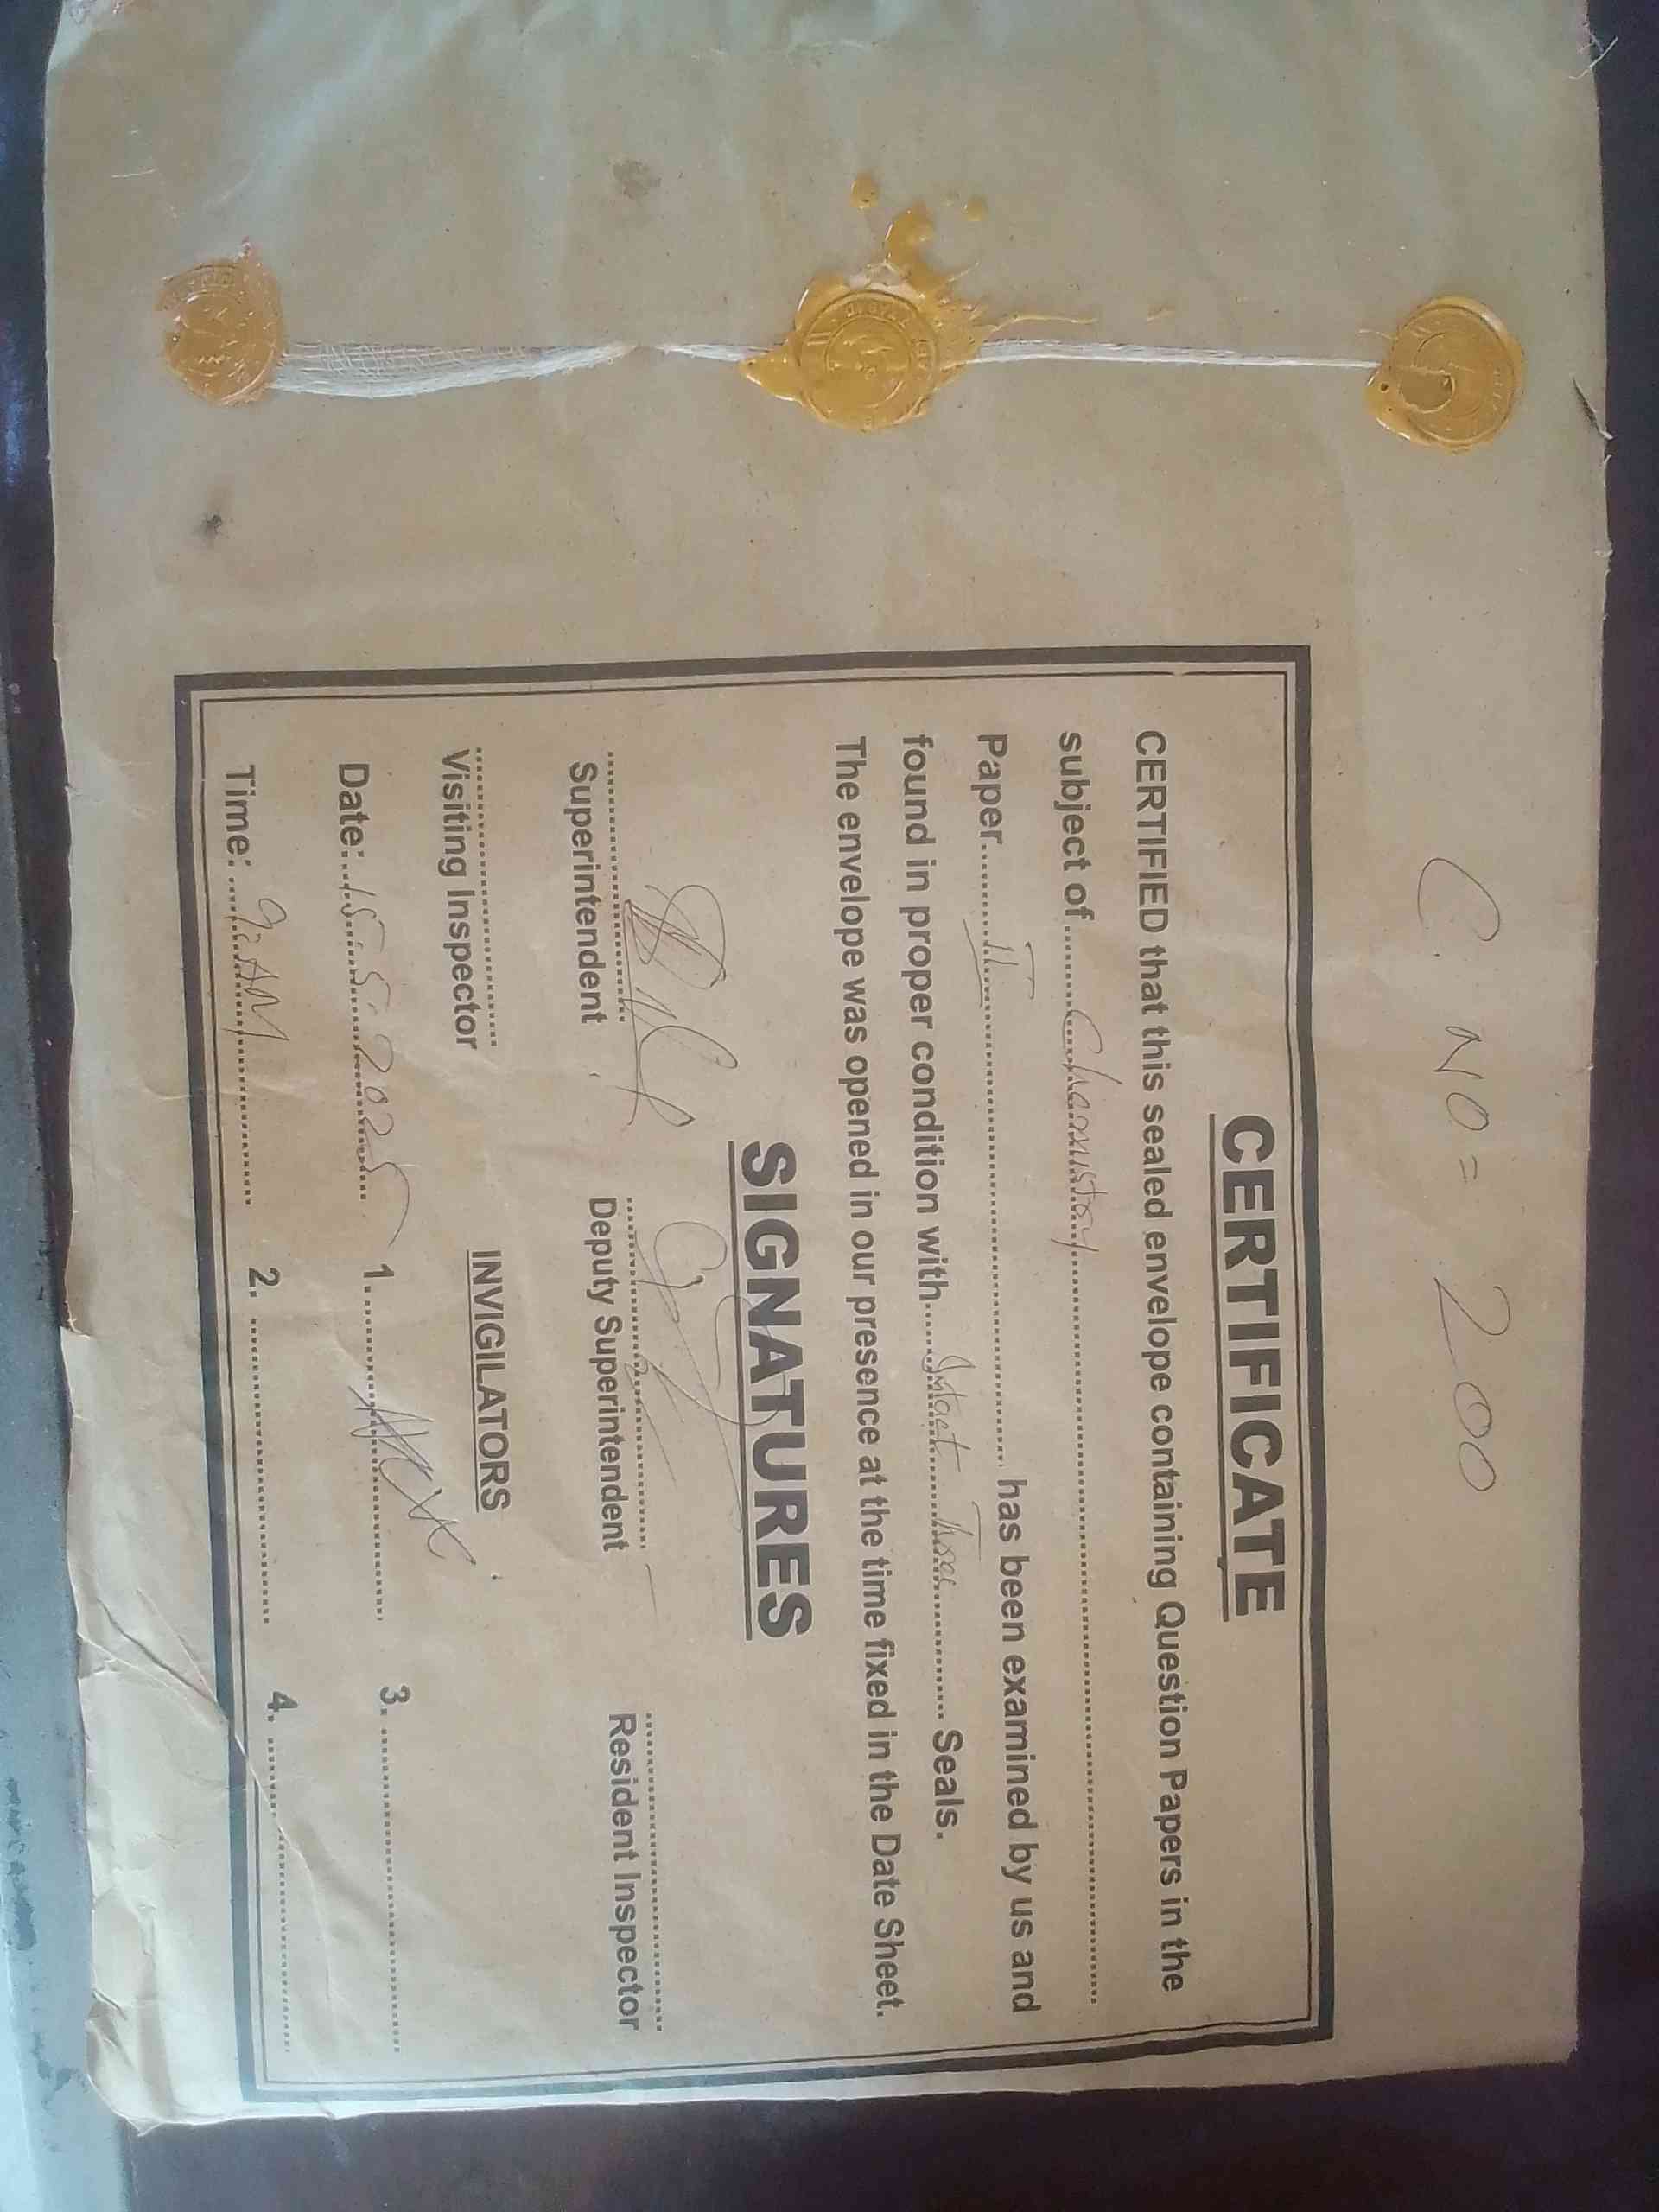 C. NO = 200
CERTIFICATE
CERTIFIED that this sealed envelope containing Question Papers in the
subject of ........ Chemistry ........
Paper ........ II ........ has been examined by us and
found in proper condition with ........ Intact Three ........ Seals.
The envelope was opened in our presence at the time fixed in the Date Sheet.
SIGNATURES
Superintendent Deputy Superintendent Resident Inspector
Visiting Inspector INVIGILATORS
Date: 15.5.2025 1. ........ 3. ........
Time: ........ 2. ........ 4. ........